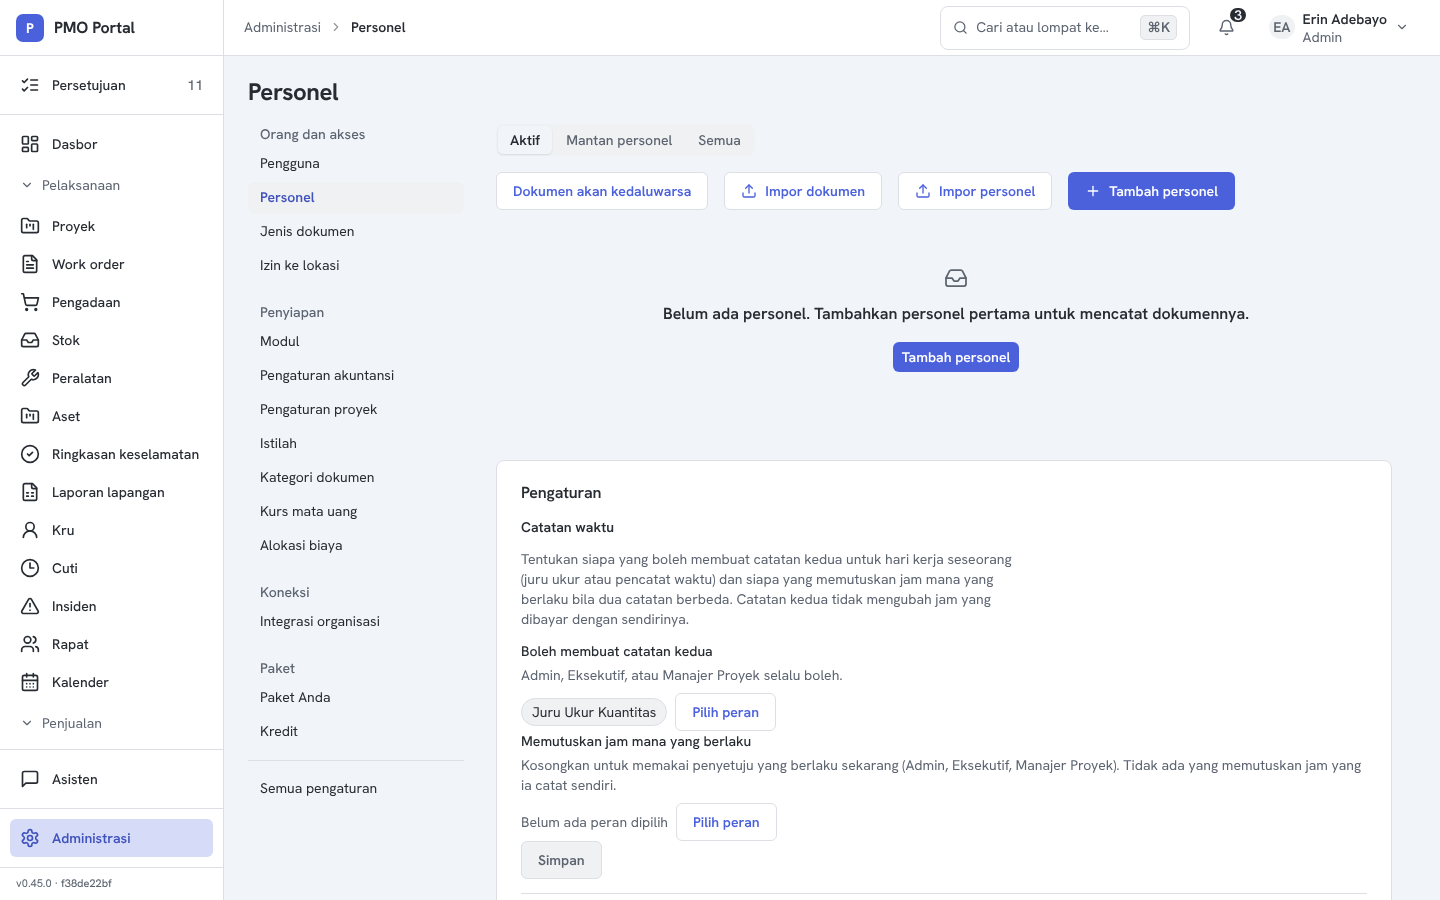 P PMO Portal
Administrasi
Personel
Cari atau lompat ke...
⌘K
3
EA
Erin Adebayo
Admin
Persetujuan 11
Dasbor
Pelaksanaan
Proyek
Work order
Pengadaan
Stok
Peralatan
Aset
Ringkasan keselamatan
Laporan lapangan
Kru
Cuti
Insiden
Rapat
Kalender
Penjualan
Asisten
Administrasi
v0.45.0 · f38de22bf
Personel
Orang dan akses
Pengguna
Personel
Jenis dokumen
Izin ke lokasi
Penyiapan
Modul
Pengaturan akuntansi
Pengaturan proyek
Istilah
Kategori dokumen
Kurs mata uang
Alokasi biaya
Koneksi
Integrasi organisasi
Paket
Paket Anda
Kredit
Semua pengaturan
Aktif Mantan personel Semua
Dokumen akan kedaluwarsa Impor dokumen Impor personel Tambah personel
Belum ada personel. Tambahkan personel pertama untuk mencatat dokumennya.
Tambah personel
Pengaturan
Catatan waktu
Tentukan siapa yang boleh membuat catatan kedua untuk hari kerja seseorang
(juru ukur atau pencatat waktu) dan siapa yang memutuskan jam mana yang
berlaku bila dua catatan berbeda. Catatan kedua tidak mengubah jam yang
dibayar dengan sendirinya.
Boleh membuat catatan kedua
Admin, Eksekutif, atau Manajer Proyek selalu boleh.
Juru Ukur Kuantitas Pilih peran
Memutuskan jam mana yang berlaku
Kosongkan untuk memakai penyetuju yang berlaku sekarang (Admin, Eksekutif, Manajer Proyek). Tidak ada yang memutuskan jam yang
ia catat sendiri.
Belum ada peran dipilih Pilih peran
Simpan